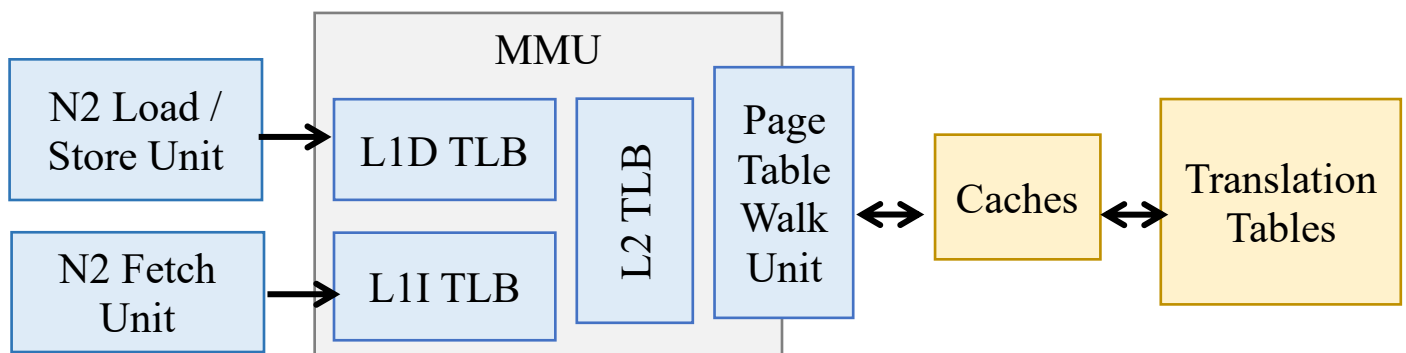 MMU
N2 Load /
Store Unit
L1D TLB
N2 Fetch
Unit
L1I TLB
L2 TLB
Page
Table
Walk
Unit
Caches
Translation
Tables